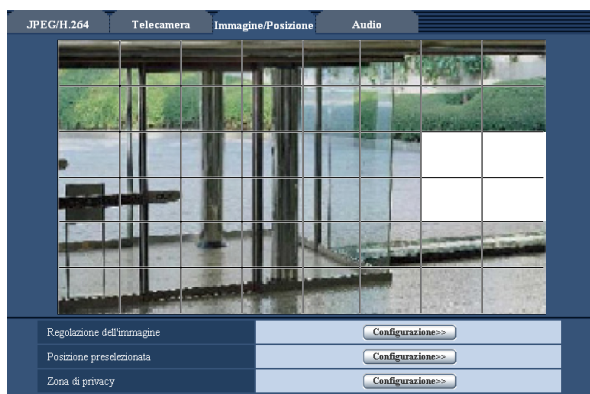 JPEG/H.264 Telecamera Immagine/Posizione Audio
Regolazione dell'immagine Configurazione>>
Posizione preselezionata Configurazione>>
Zona di privacy Configurazione>>